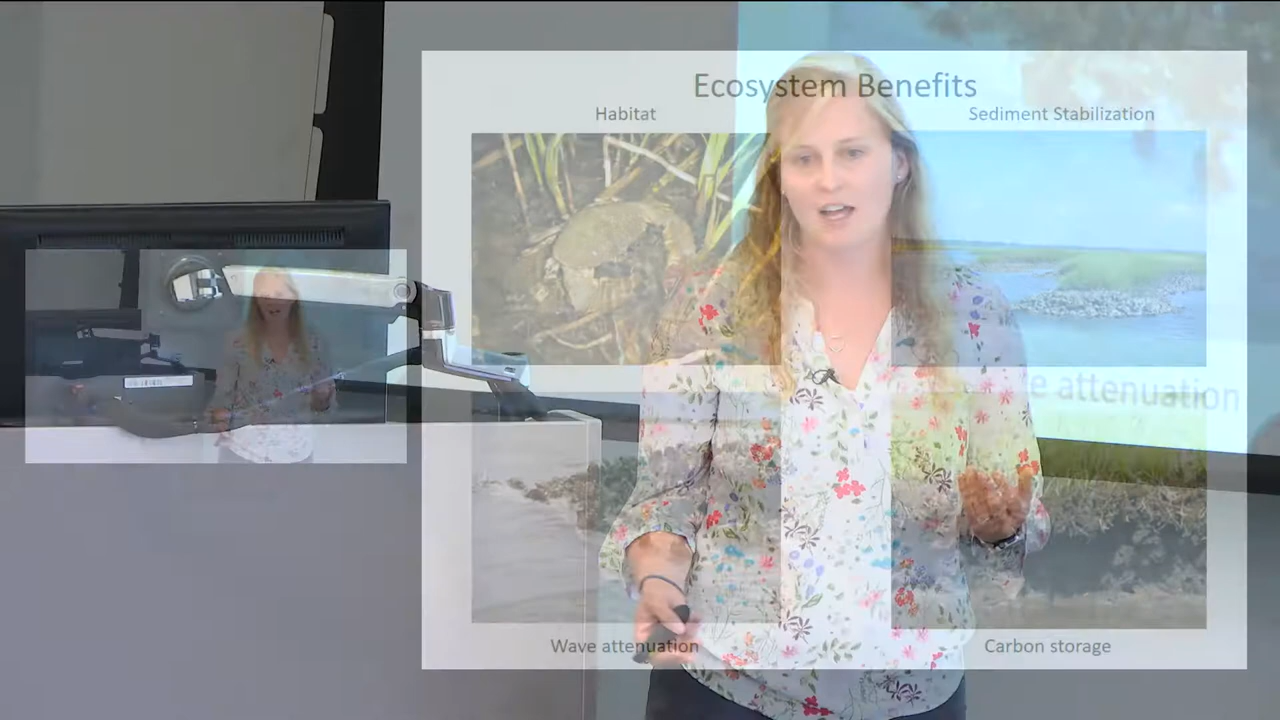 Ecosystem Benefits
Habitat
Sediment Stabilization
attenuation
Wave attenuation
Carbon storage